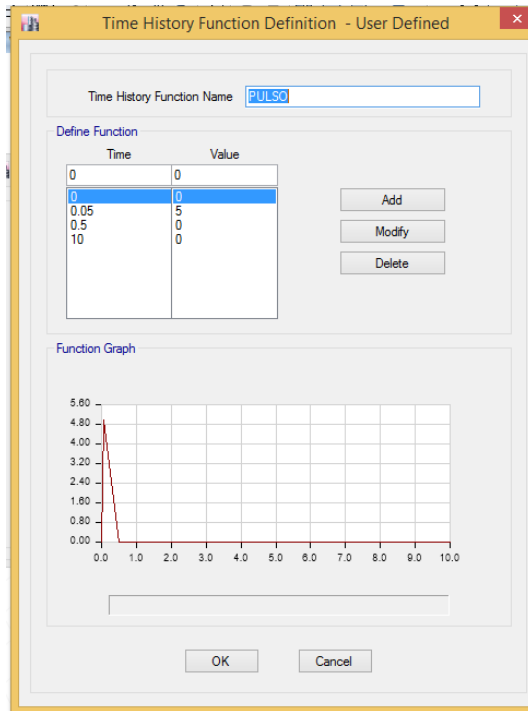 Time History Function Definition - User Defined
Time History Function Name PULSO
Define Function
Time Value
0 0
0 0
0.05 5
0.5 0
10 0
Add
Modify
Delete
Function Graph
5.60
4.80
4.00
3.20
2.40
1.60
0.80
0.00
0.0 1.0 2.0 3.0 4.0 5.0 6.0 7.0 8.0 9.0 10.0
OK Cancel